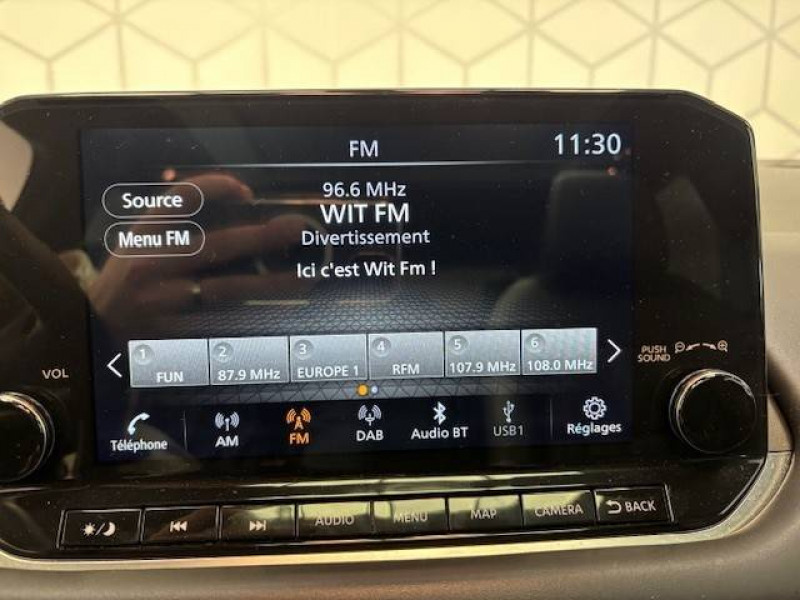 FM
11:30
Source
Menu FM
96.6 MHz
WIT FM
Divertissement
Ici c'est Wit Fm !
1 FUN
2 87.9 MHz
3 EUROPE 1
4 RFM
5 107.9 MHz
6 108.0 MHz
Téléphone
AM
FM
DAB
Audio BT
USB1
Réglages
VOL
PUSH
SOUND
AUDIO
MENU
MAP
CAMERA
BACK